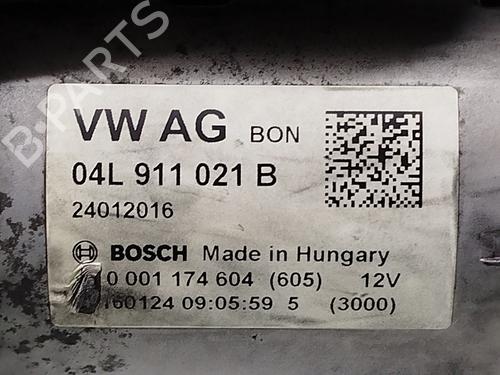 B-PARTS
VW AG BON
04L 911 021 B
24012016
BOSCH Made in Hungary
0 001 174 604 (605) 12V
160124 09:05:59 5 (3000)